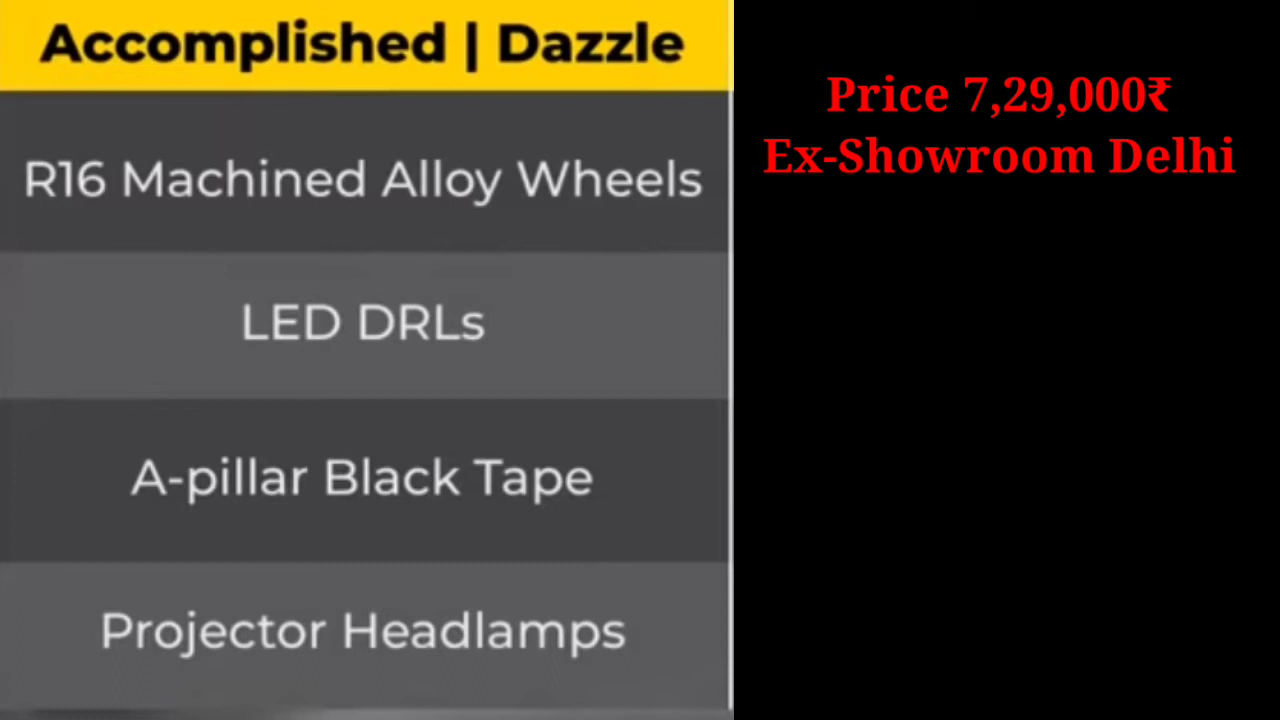 Accomplished | Dazzle
R16 Machined Alloy Wheels
LED DRLs
A-pillar Black Tape
Projector Headlamps
Price 7,29,000₹
Ex-Showroom Delhi